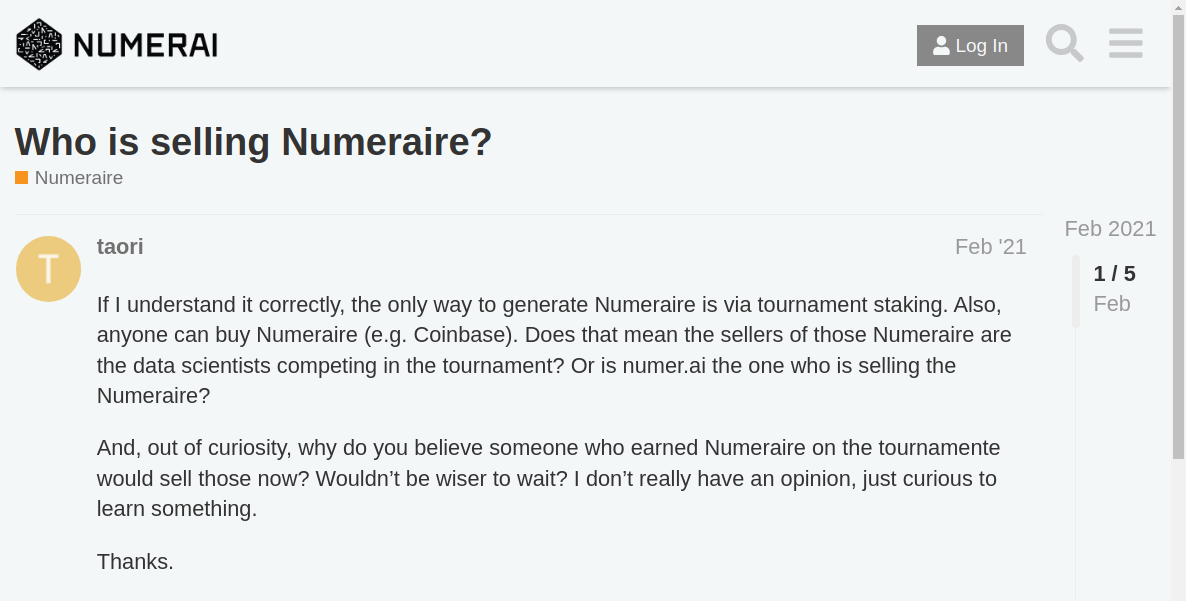 NUMERAI
Log In
Who is selling Numeraire?
Numeraire
T
taori
Feb '21
If I understand it correctly, the only way to generate Numeraire is via tournament staking. Also,
anyone can buy Numeraire (e.g. Coinbase). Does that mean the sellers of those Numeraire are
the data scientists competing in the tournament? Or is numer.ai the one who is selling the
Numeraire?
And, out of curiosity, why do you believe someone who earned Numeraire on the tournamente
would sell those now? Wouldn’t be wiser to wait? I don’t really have an opinion, just curious to
learn something.
Thanks.
Feb 2021
1 / 5
Feb